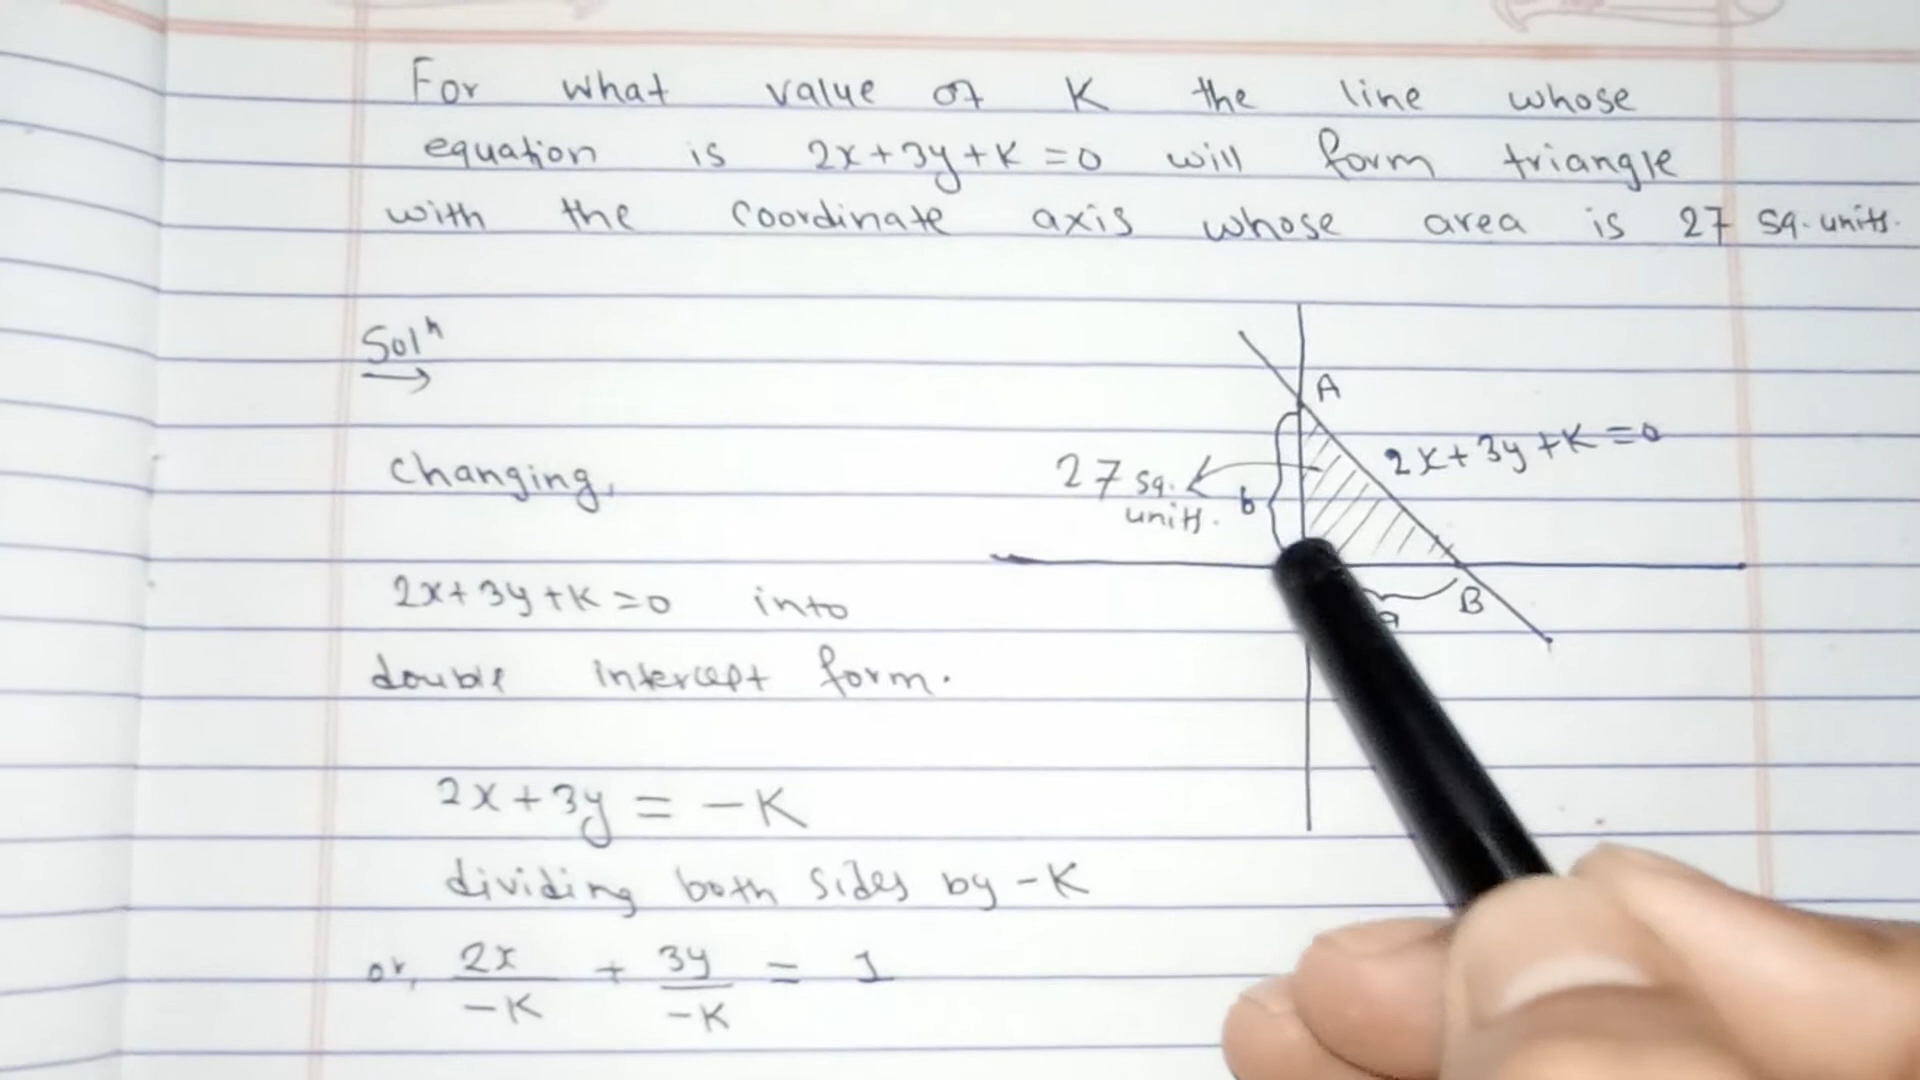 For what value of K the line whose
equation is 2x+3y+K=0 will form triangle
with the coordinate axis whose area is 27 sq. units.
Solⁿ
A
Changing,
27 sq. units.
b
2x+3y+K=0
2x+3y+K=0 into
B
a
double intercept form.
2x+3y = -K
dividing both sides by -K
or, 2x/-K + 3y/-K = 1